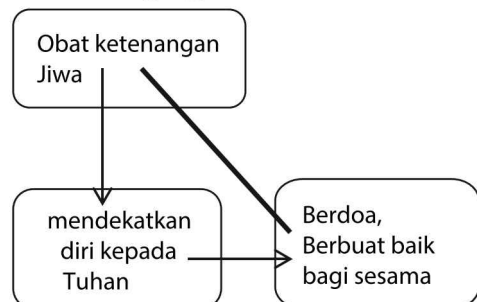 Obat ketenangan
Jiwa
mendekatkan
diri kepada
Tuhan
Berdoa,
Berbuat baik
bagi sesama